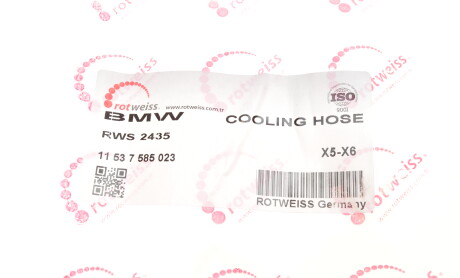 rotweiss
www.rotweiss.com.tr
ISO
9001
BMW
COOLING HOSE
RWS 2435
11 53 7 585 023
X5-X6
ROTWEISS Germany